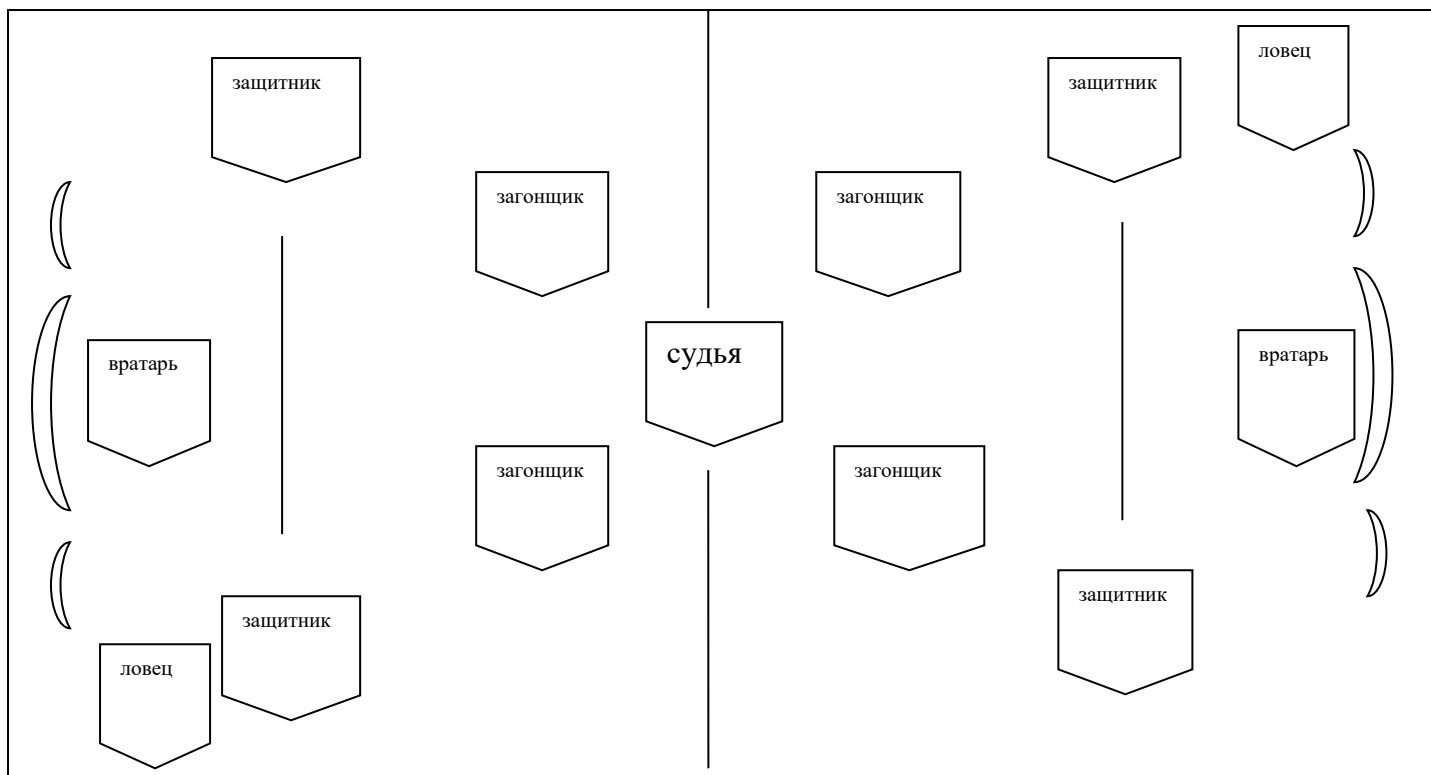 ловец
защитник
защитник
загонщик
загонщик
судья
вратарь
вратарь
загонщик
загонщик
защитник
защитник
ловец